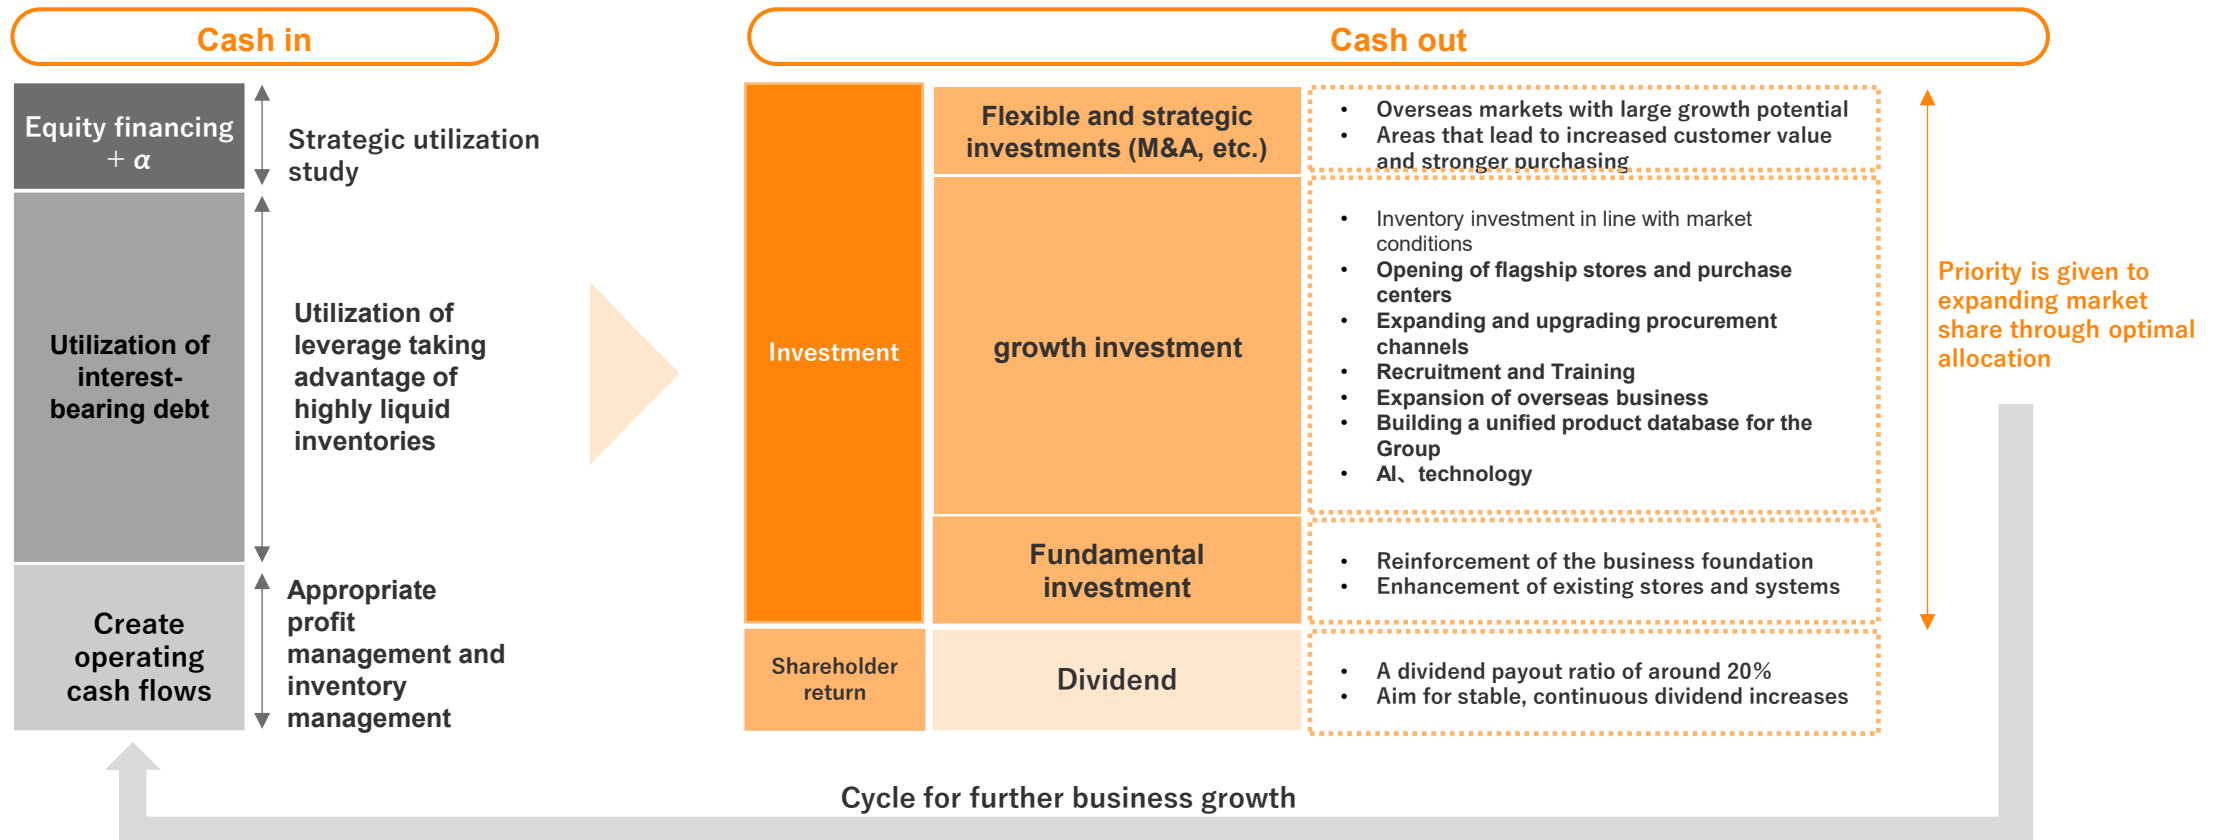 Cash in
Cash out
Equity financing
+ α
Strategic utilization
study
Utilization of
interest-
bearing debt
Utilization of
leverage taking
advantage of
highly liquid
inventories
Create
operating
cash flows
Appropriate
profit
management and
inventory
management
Investment
Flexible and strategic
investments (M&A, etc.)
• Overseas markets with large growth potential
• Areas that lead to increased customer value
and stronger purchasing
growth investment
• Inventory investment in line with market
conditions
• Opening of flagship stores and purchase
centers
• Expanding and upgrading procurement
channels
• Recruitment and Training
• Expansion of overseas business
• Building a unified product database for the
Group
• AI、technology
Fundamental
investment
• Reinforcement of the business foundation
• Enhancement of existing stores and systems
Shareholder
return
Dividend
• A dividend payout ratio of around 20%
• Aim for stable, continuous dividend increases
Priority is given to
expanding market
share through optimal
allocation
Cycle for further business growth